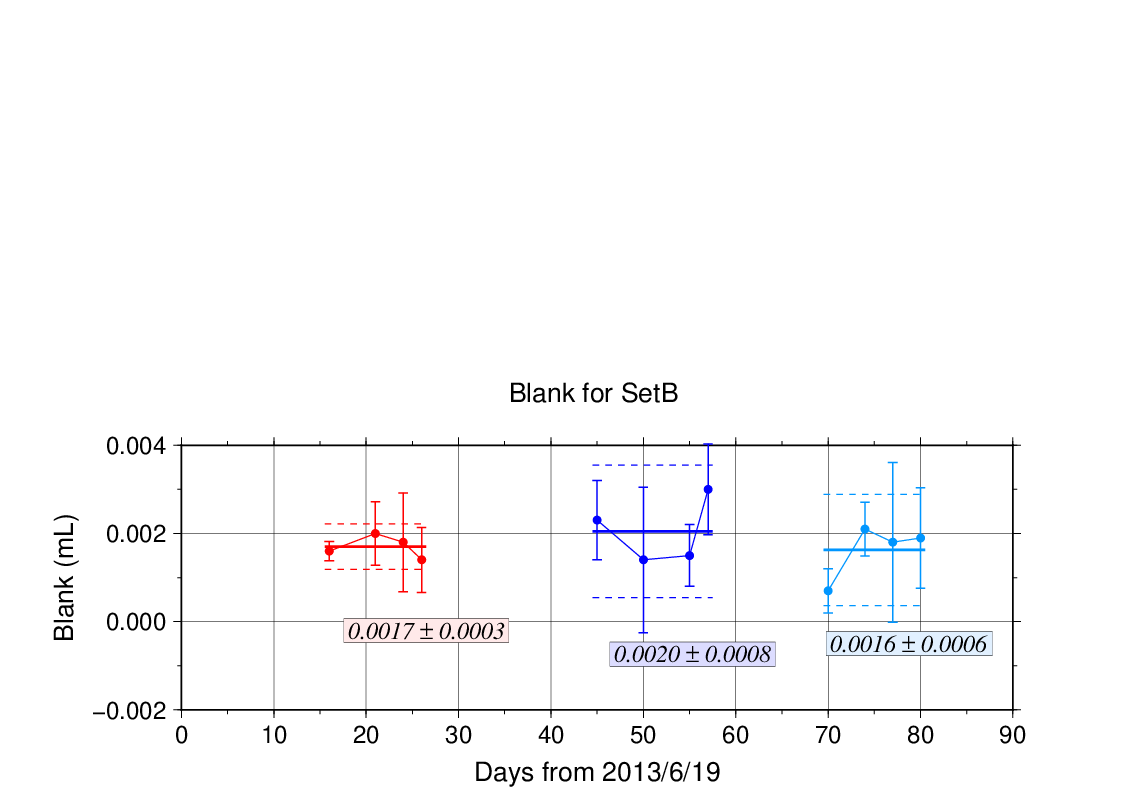 Blank for SetB
0.004
0.002
0.000
−0.002
Blank (mL)
0.0017 ± 0.0003
0.0020 ± 0.0008
0.0016 ± 0.0006
0 10 20 30 40 50 60 70 80 90
Days from 2013/6/19